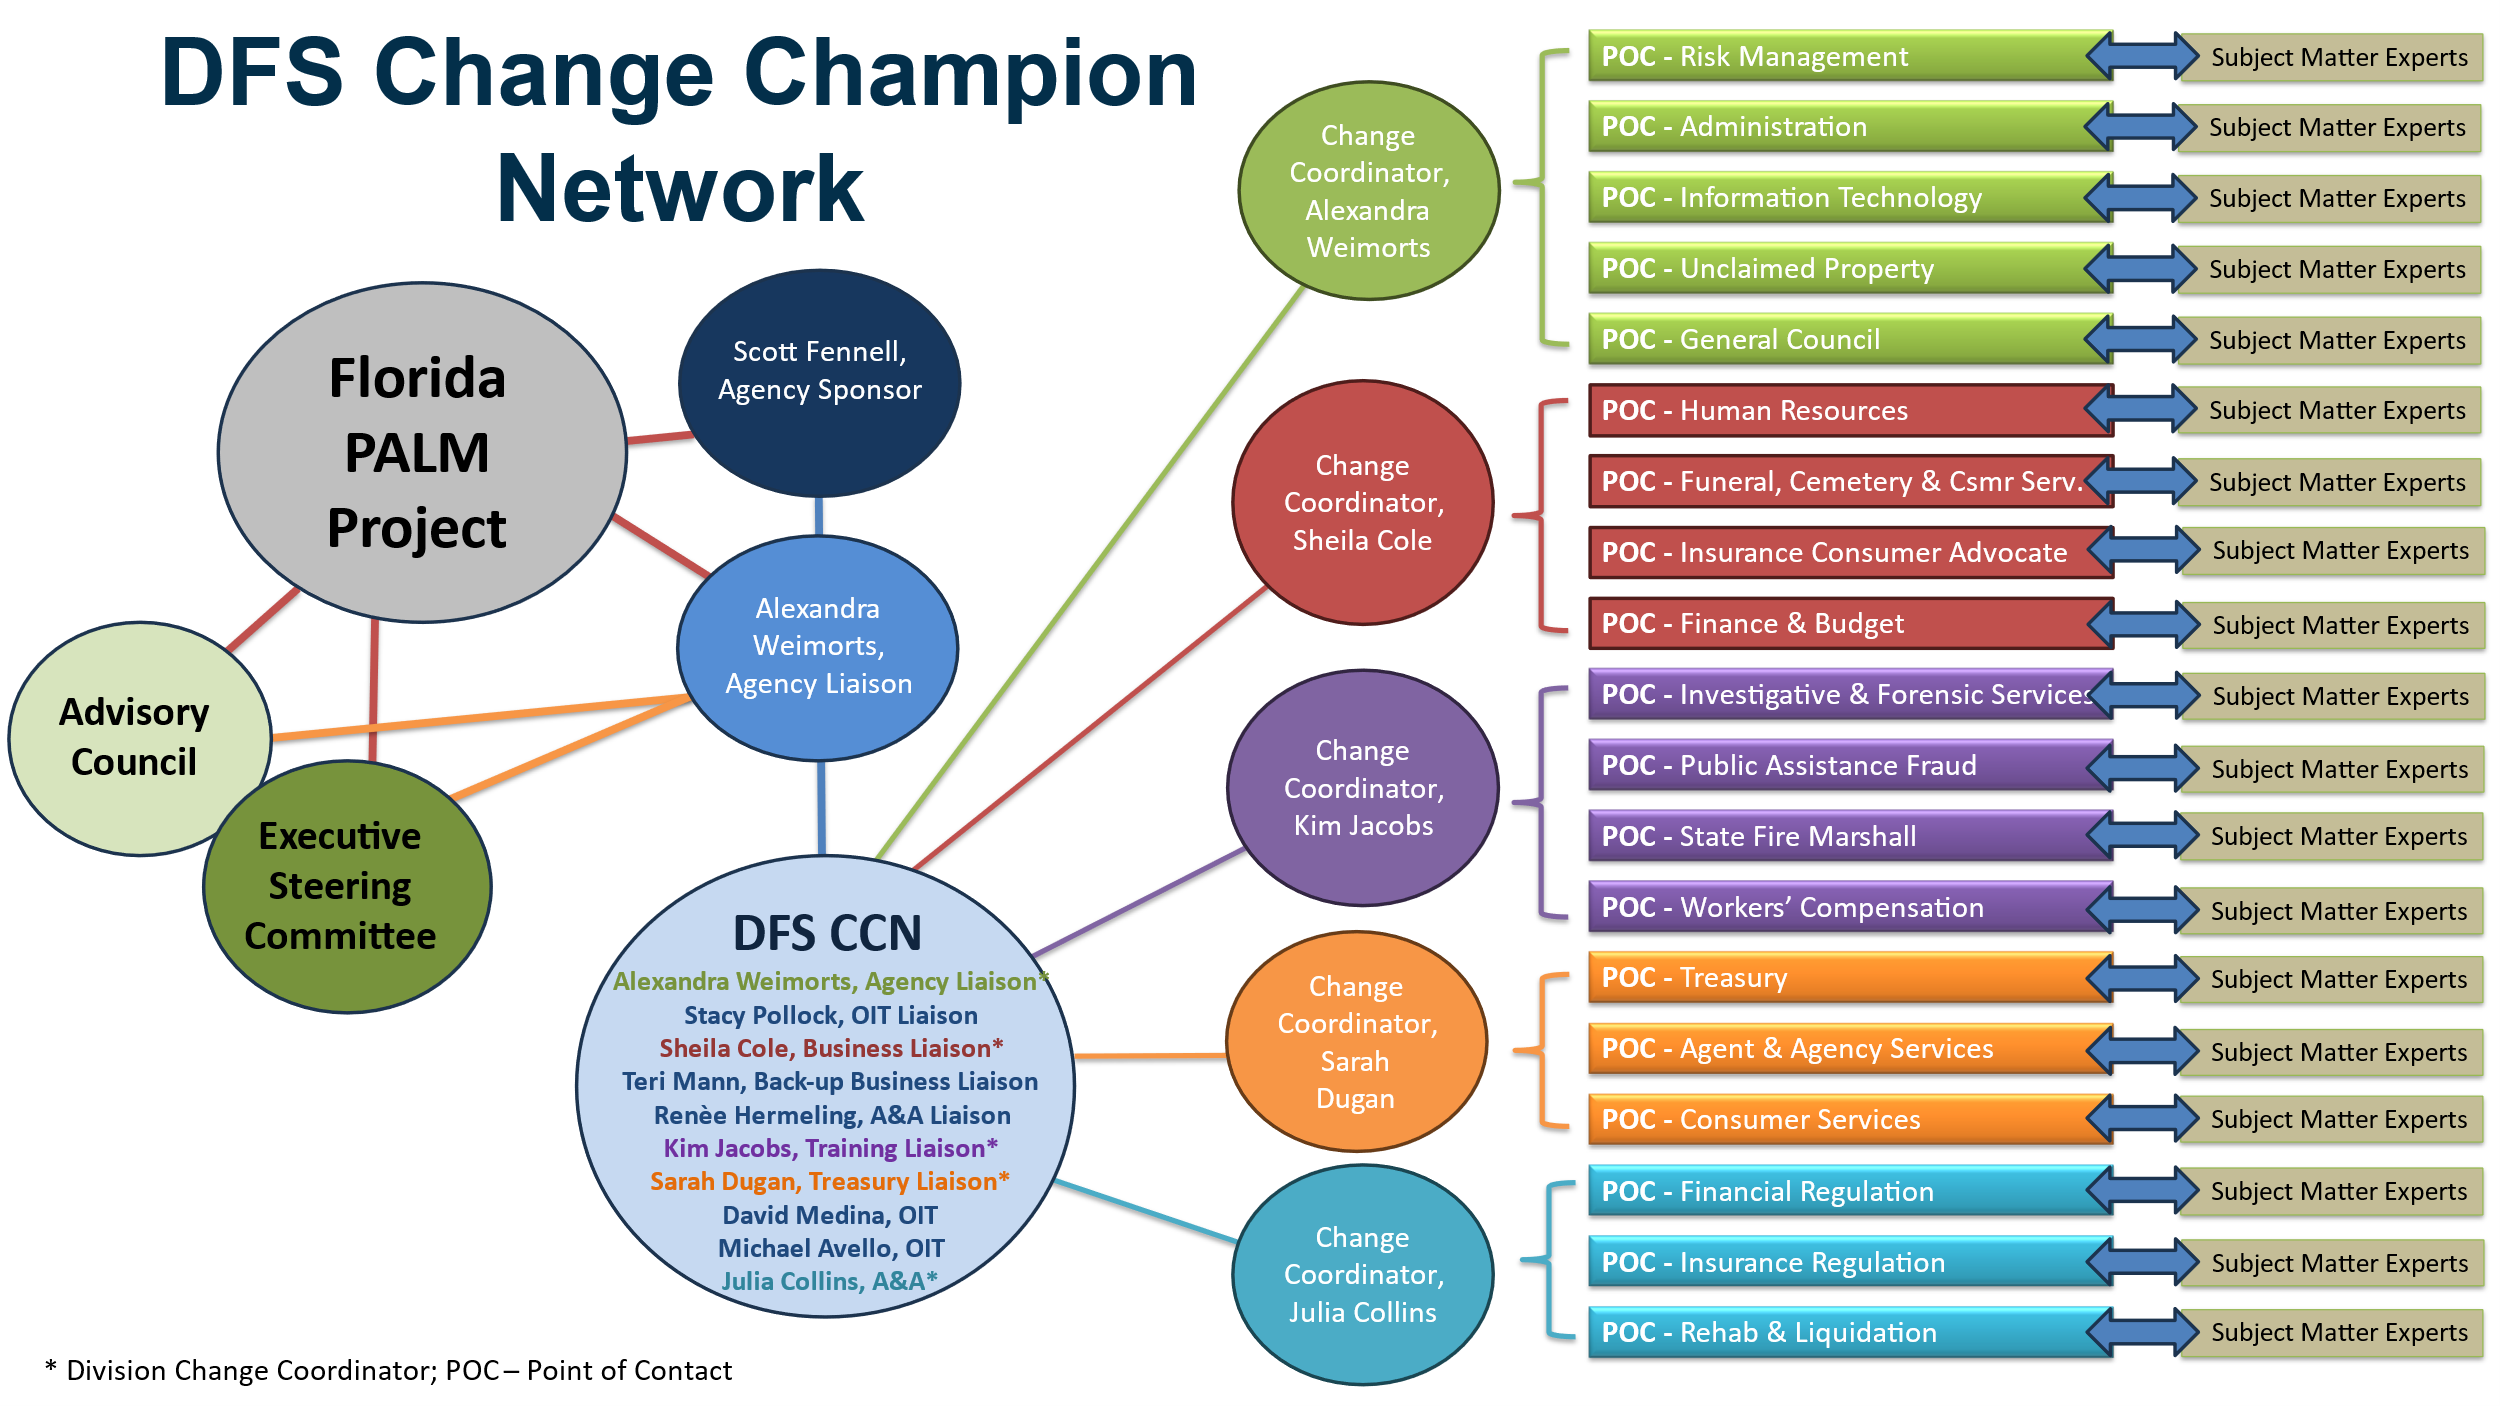 DFS Change Champion
Network
Florida
PALM
Project
Scott Fennell,
Agency Sponsor
Alexandra
Weimorts,
Agency Liaison
Advisory
Council
Executive
Steering
Committee
DFS CCN
Alexandra Weimorts, Agency Liaison*
Stacy Pollock, OIT Liaison
Sheila Cole, Business Liaison*
Teri Mann, Back-up Business Liaison
Renèe Hermeling, A&A Liaison
Kim Jacobs, Training Liaison*
Sarah Dugan, Treasury Liaison*
David Medina, OIT
Michael Avello, OIT
Julia Collins, A&A*
* Division Change Coordinator; POC – Point of Contact
Change
Coordinator,
Alexandra
Weimorts
POC - Risk Management Subject Matter Experts
POC - Administration Subject Matter Experts
POC - Information Technology Subject Matter Experts
POC - Unclaimed Property Subject Matter Experts
POC - General Council Subject Matter Experts
Change
Coordinator,
Sheila Cole
POC - Human Resources Subject Matter Experts
POC - Funeral, Cemetery & Csmr Serv. Subject Matter Experts
POC - Insurance Consumer Advocate Subject Matter Experts
POC - Finance & Budget Subject Matter Experts
Change
Coordinator,
Kim Jacobs
POC - Investigative & Forensic Services Subject Matter Experts
POC - Public Assistance Fraud Subject Matter Experts
POC - State Fire Marshall Subject Matter Experts
POC - Workers’ Compensation Subject Matter Experts
Change
Coordinator,
Sarah
Dugan
POC - Treasury Subject Matter Experts
POC - Agent & Agency Services Subject Matter Experts
POC - Consumer Services Subject Matter Experts
Change
Coordinator,
Julia Collins
POC - Financial Regulation Subject Matter Experts
POC - Insurance Regulation Subject Matter Experts
POC - Rehab & Liquidation Subject Matter Experts